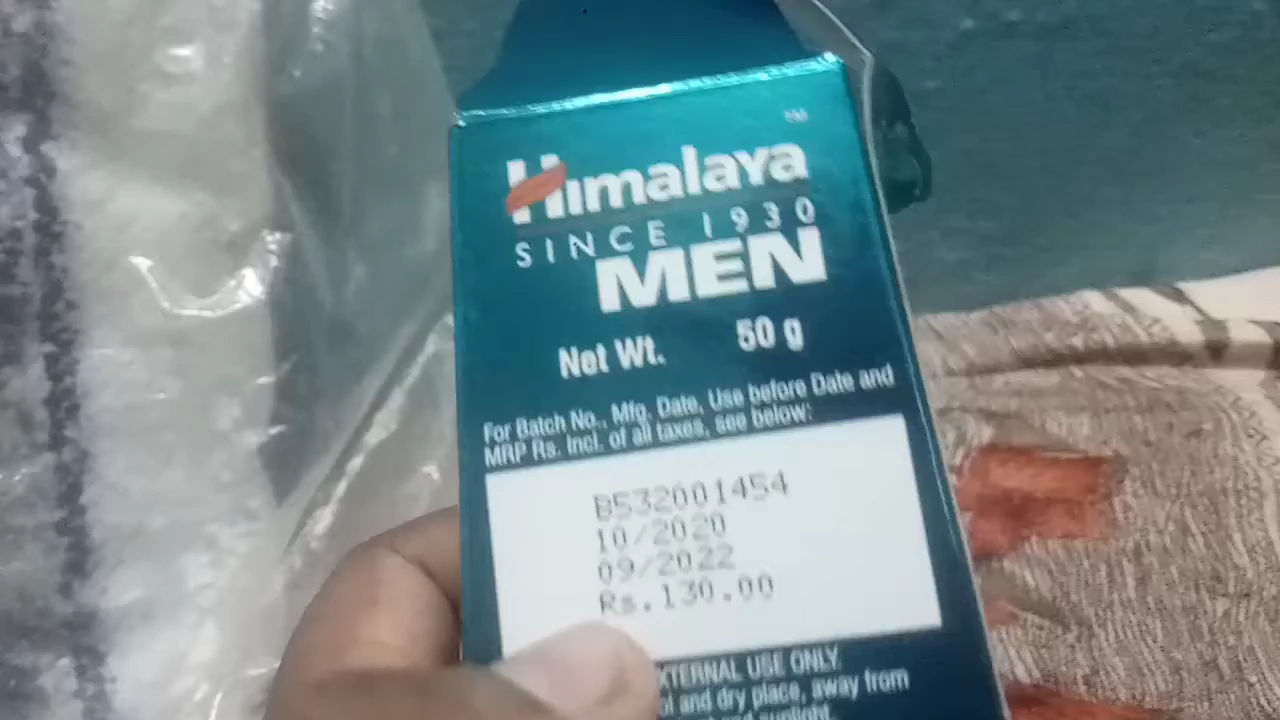 TM
Himalaya
SINCE 1930
MEN
Net Wt. 50 g
For Batch No., Mfg. Date, Use before Date and
MRP Rs. Incl. of all taxes, see below:
B532001454
10/2020
09/2022
Rs.130.00
EXTERNAL USE ONLY.
and dry place, away from
sunlight.